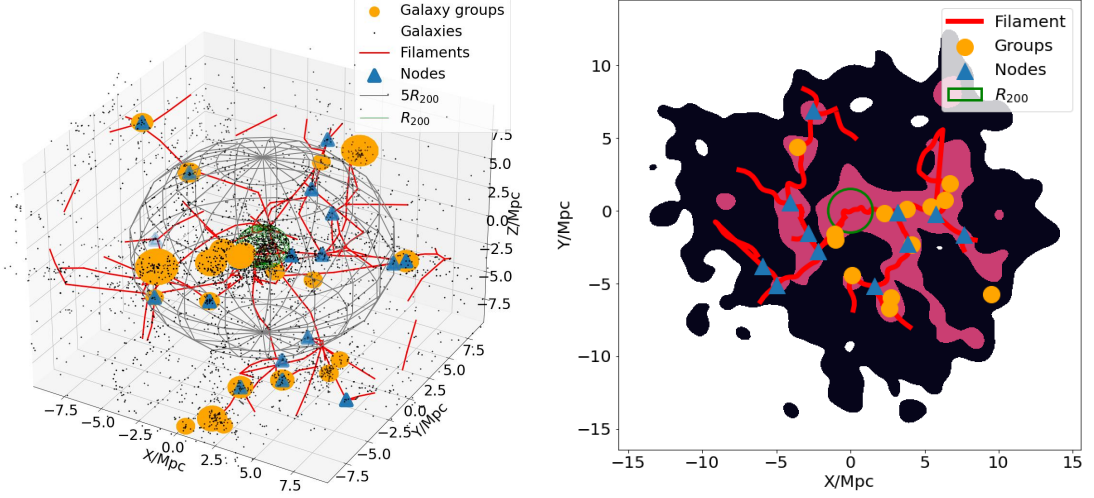 Galaxy groups
Galaxies
Filaments
Nodes
5R200
R200
7.5
5.0
2.5
0.0
−2.5
−5.0
−7.5
Z/Mpc
−7.5
−5.0
−2.5
0.0
2.5
5.0
7.5
X/Mpc
−7.5
−5.0
−2.5
0.0
2.5
5.0
7.5
Y/Mpc
Filament
Groups
Nodes
R200
10
5
0
−5
−10
−15
Y/Mpc
−15
−10
−5
0
5
10
15
X/Mpc